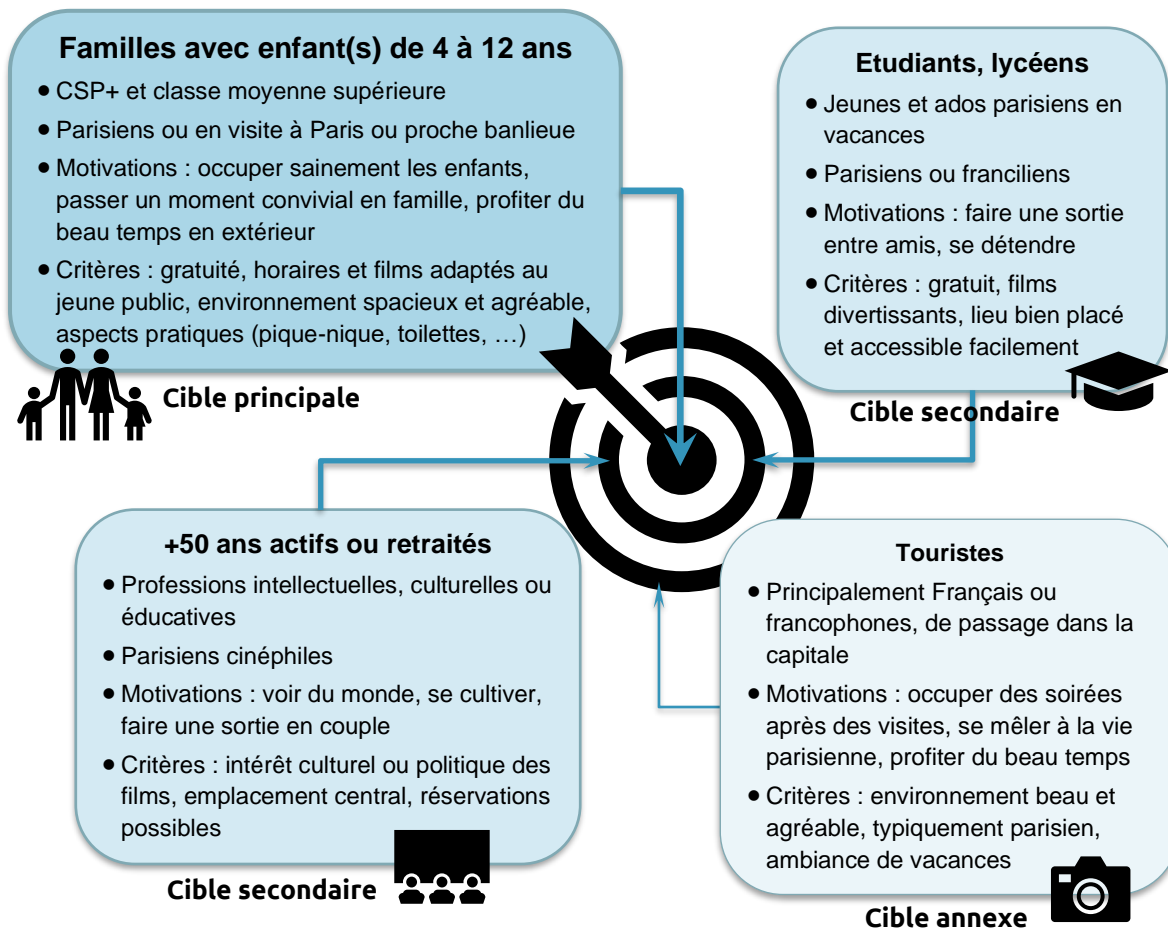 Familles avec enfant(s) de 4 à 12 ans
• CSP+ et classe moyenne supérieure
• Parisiens ou en visite à Paris ou proche banlieue
• Motivations : occuper sainement les enfants,
passer un moment convivial en famille, profiter du
beau temps en extérieur
• Critères : gratuité, horaires et films adaptés au
jeune public, environnement spacieux et agréable,
aspects pratiques (pique-nique, toilettes, …)
Cible principale
Etudiants, lycéens
• Jeunes et ados parisiens en
vacances
• Parisiens ou franciliens
• Motivations : faire une sortie
entre amis, se détendre
• Critères : gratuit, films
divertissants, lieu bien placé
et accessible facilement
Cible secondaire
+50 ans actifs ou retraités
• Professions intellectuelles, culturelles ou
éducatives
• Parisiens cinéphiles
• Motivations : voir du monde, se cultiver,
faire une sortie en couple
• Critères : intérêt culturel ou politique des
films, emplacement central, réservations
possibles
Cible secondaire
Touristes
• Principalement Français ou
francophones, de passage dans la
capitale
• Motivations : occuper des soirées
après des visites, se mêler à la vie
parisienne, profiter du beau temps
• Critères : environnement beau et
agréable, typiquement parisien,
ambiance de vacances
Cible annexe